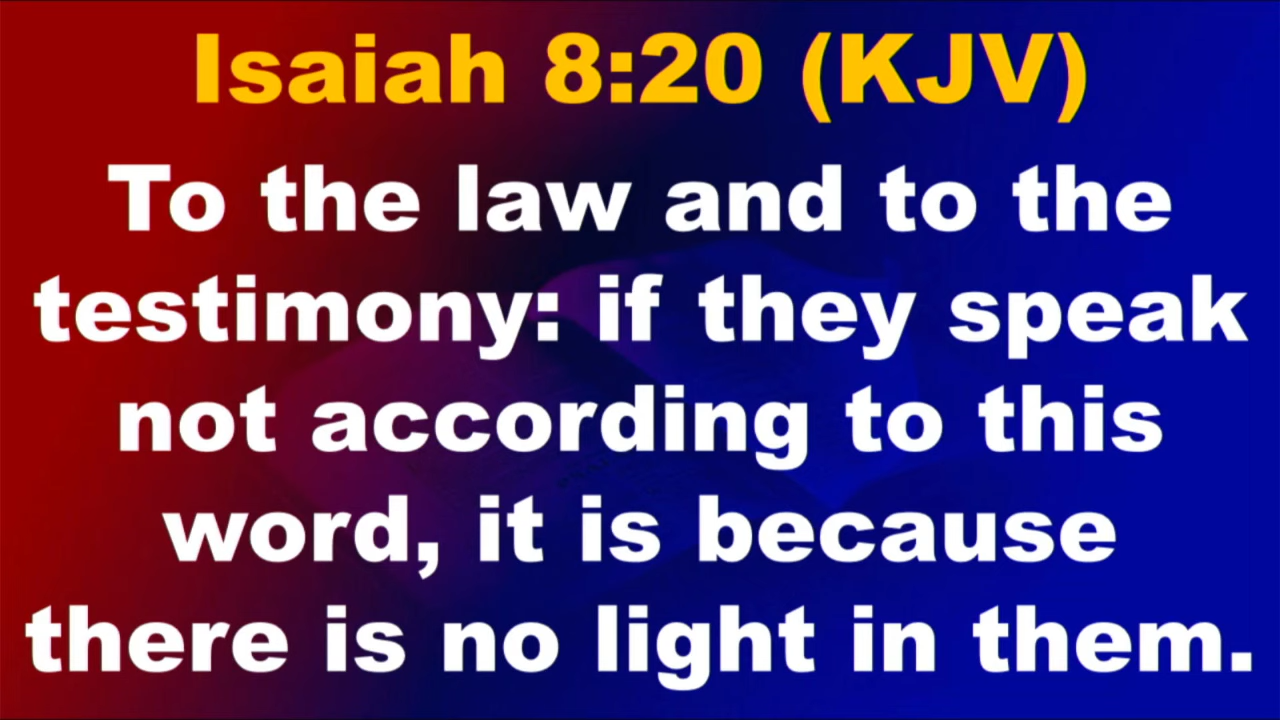 Isaiah 8:20 (KJV)
To the law and to the
testimony: if they speak
not according to this
word, it is because
there is no light in them.